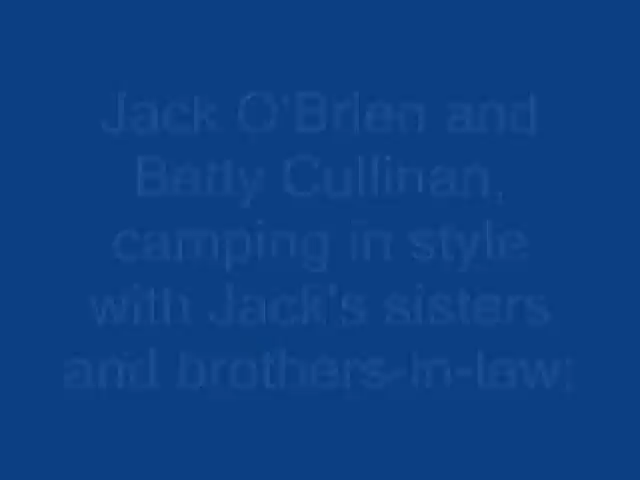 Jack O'Brien and
Betty Cullinan,
camping in style
with Jack's sisters
and brothers-in-law;